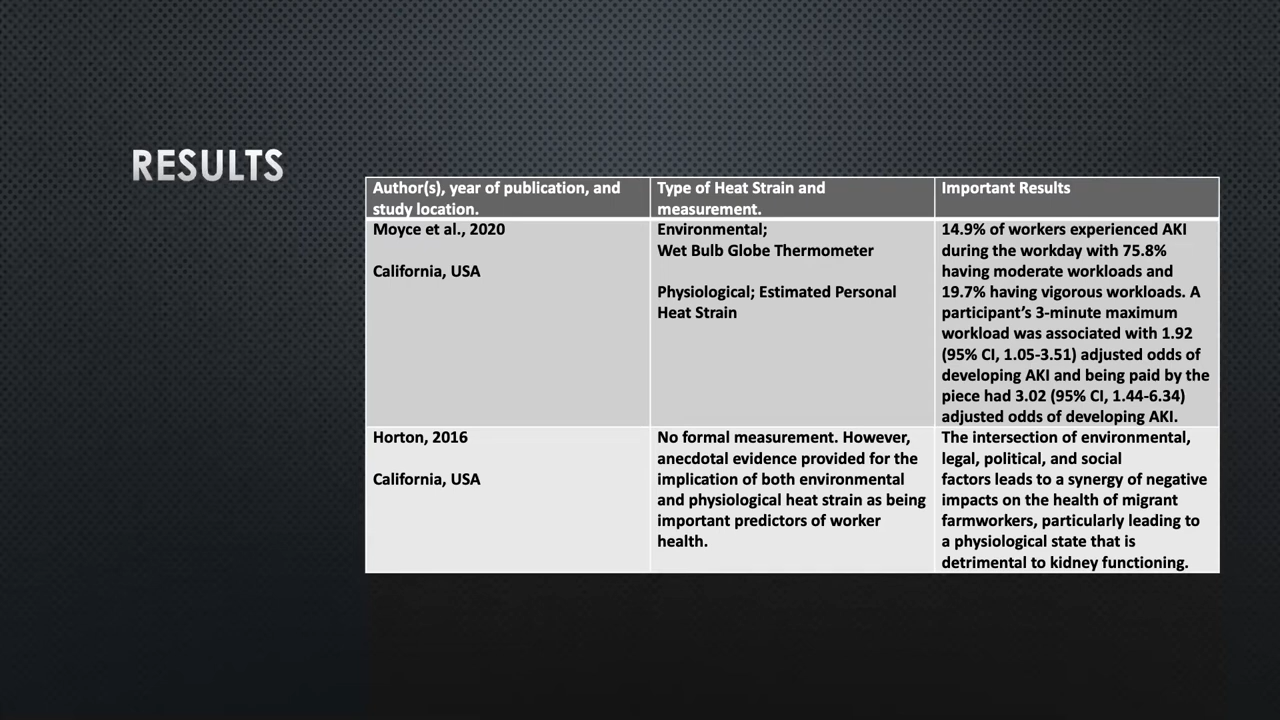 RESULTS
Author(s), year of publication, and
study location.
Type of Heat Strain and
measurement.
Important Results
Moyce et al., 2020
California, USA
Environmental;
Wet Bulb Globe Thermometer
Physiological; Estimated Personal
Heat Strain
14.9% of workers experienced AKI
during the workday with 75.8%
having moderate workloads and
19.7% having vigorous workloads. A
participant’s 3-minute maximum
workload was associated with 1.92
(95% CI, 1.05-3.51) adjusted odds of
developing AKI and being paid by the
piece had 3.02 (95% CI, 1.44-6.34)
adjusted odds of developing AKI.
Horton, 2016
California, USA
No formal measurement. However,
anecdotal evidence provided for the
implication of both environmental
and physiological heat strain as being
important predictors of worker
health.
The intersection of environmental,
legal, political, and social
factors leads to a synergy of negative
impacts on the health of migrant
farmworkers, particularly leading to
a physiological state that is
detrimental to kidney functioning.